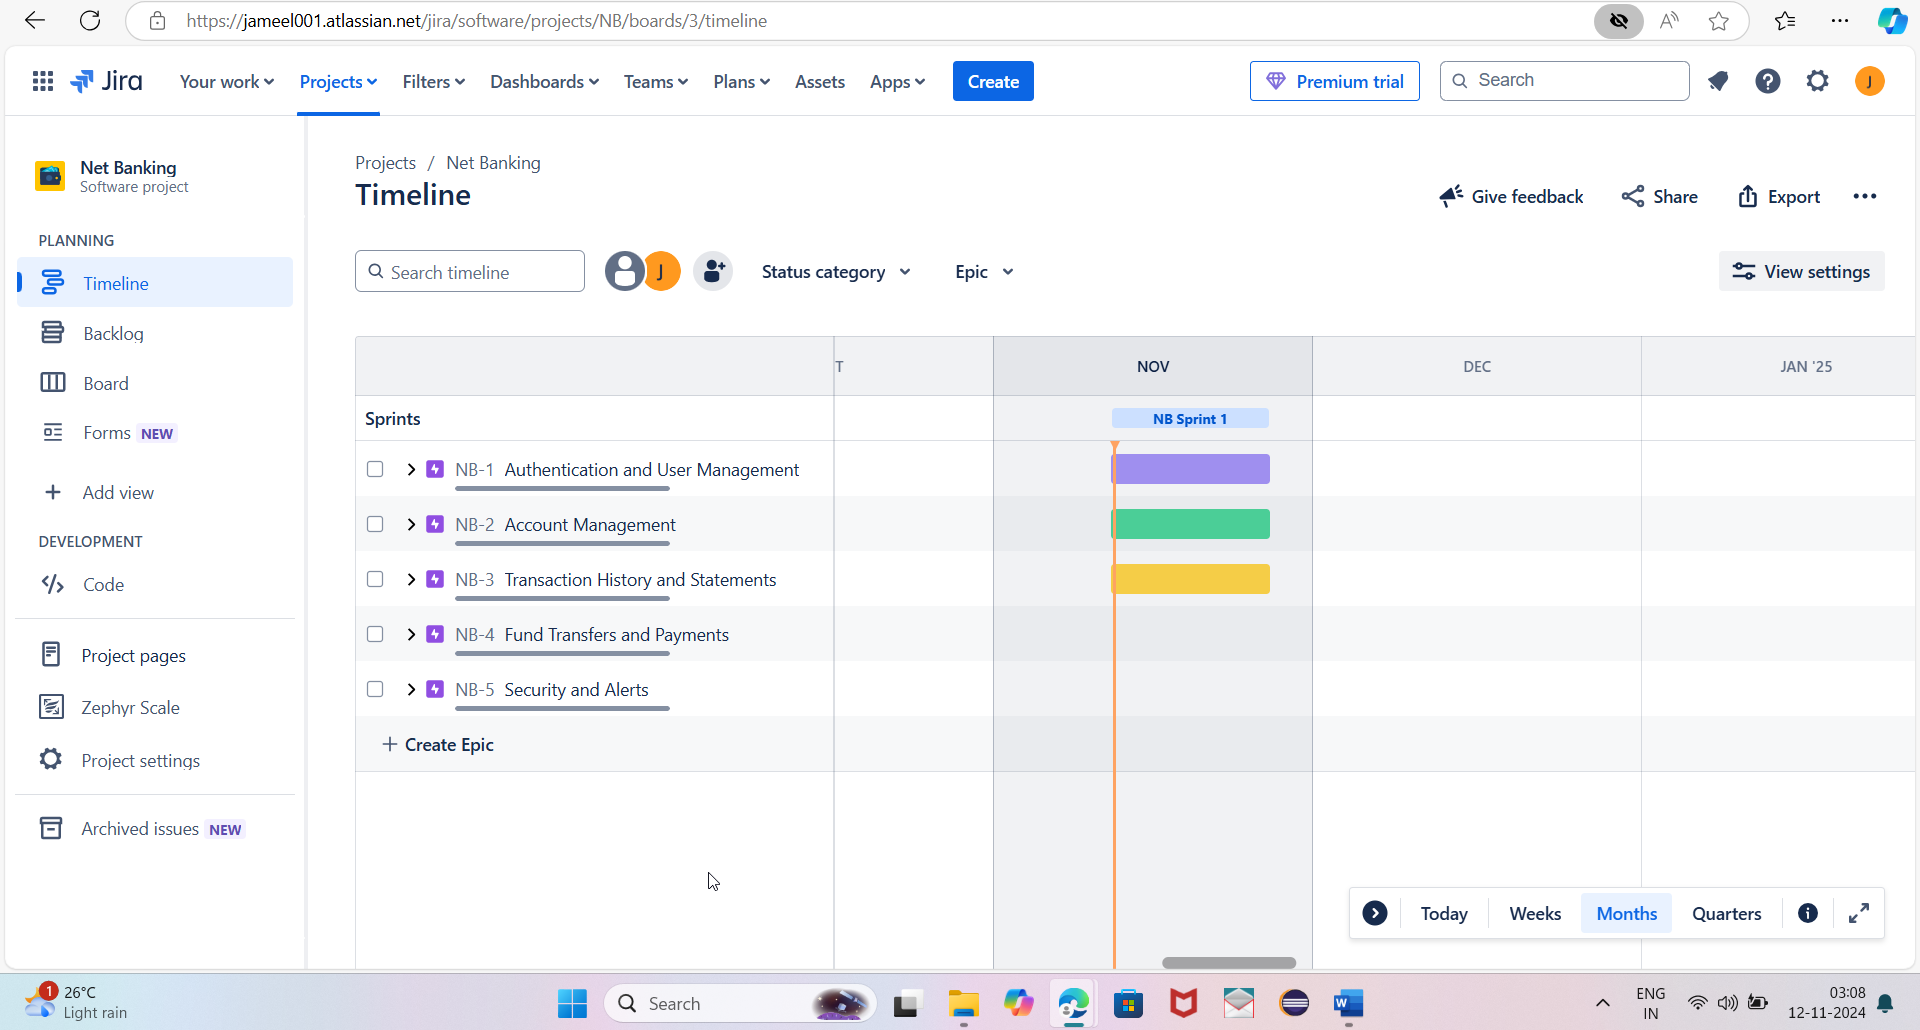 https://jameel001.atlassian.net/jira/software/projects/NB/boards/3/timeline
Jira Your work Projects Filters Dashboards Teams Plans Assets Apps Create Premium trial Search J
Net Banking
Software project
PLANNING
Timeline
Backlog
Board
Forms NEW
Add view
DEVELOPMENT
Code
Project pages
Zephyr Scale
Project settings
Archived issues NEW
Projects / Net Banking
Timeline
Give feedback Share Export
Search timeline J Status category Epic View settings
T NOV DEC JAN '25
Sprints NB Sprint 1
NB-1 Authentication and User Management
NB-2 Account Management
NB-3 Transaction History and Statements
NB-4 Fund Transfers and Payments
NB-5 Security and Alerts
+ Create Epic
Today Weeks Months Quarters
1 26°C
Light rain
Search
ENG
IN
03:08
12-11-2024